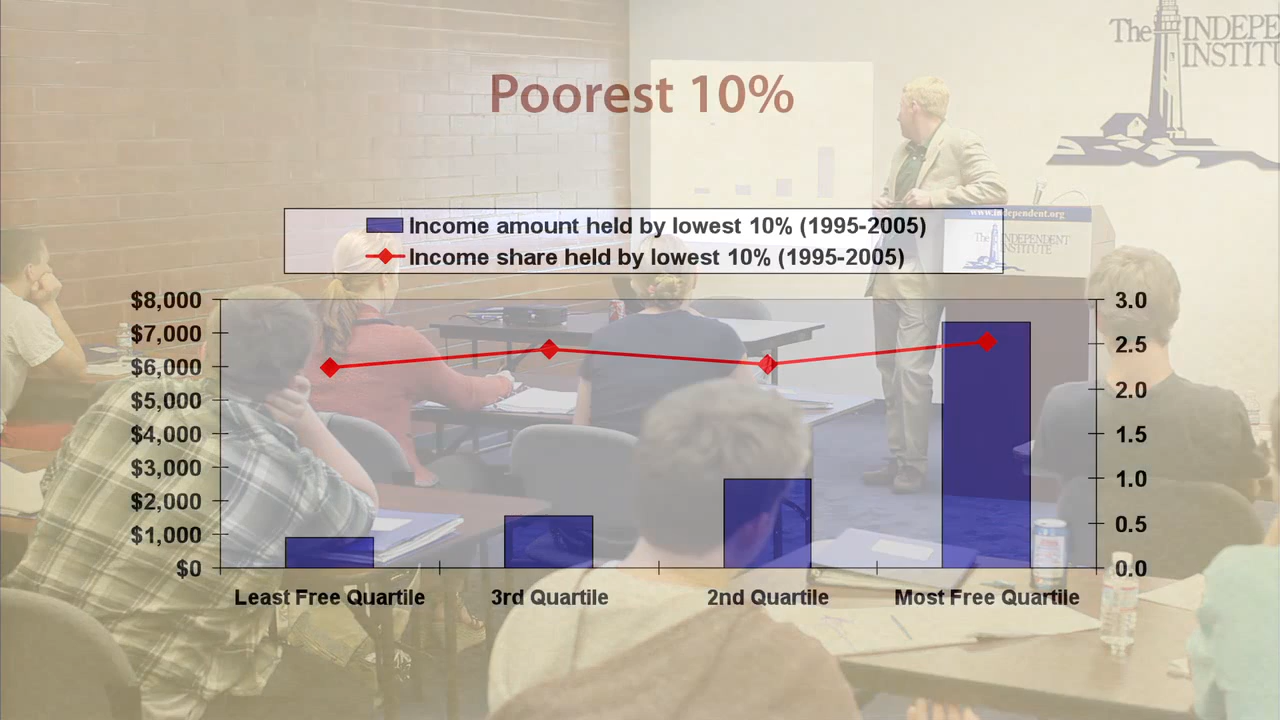 The INDEPE
INSTITU
Poorest 10%
www.independent.org
The INDEPENDENT
INSTITUTE
Income amount held by lowest 10% (1995-2005)
Income share held by lowest 10% (1995-2005)
$8,000
$7,000
$6,000
$5,000
$4,000
$3,000
$2,000
$1,000
$0
3.0
2.5
2.0
1.5
1.0
0.5
0.0
Least Free Quartile
3rd Quartile
2nd Quartile
Most Free Quartile